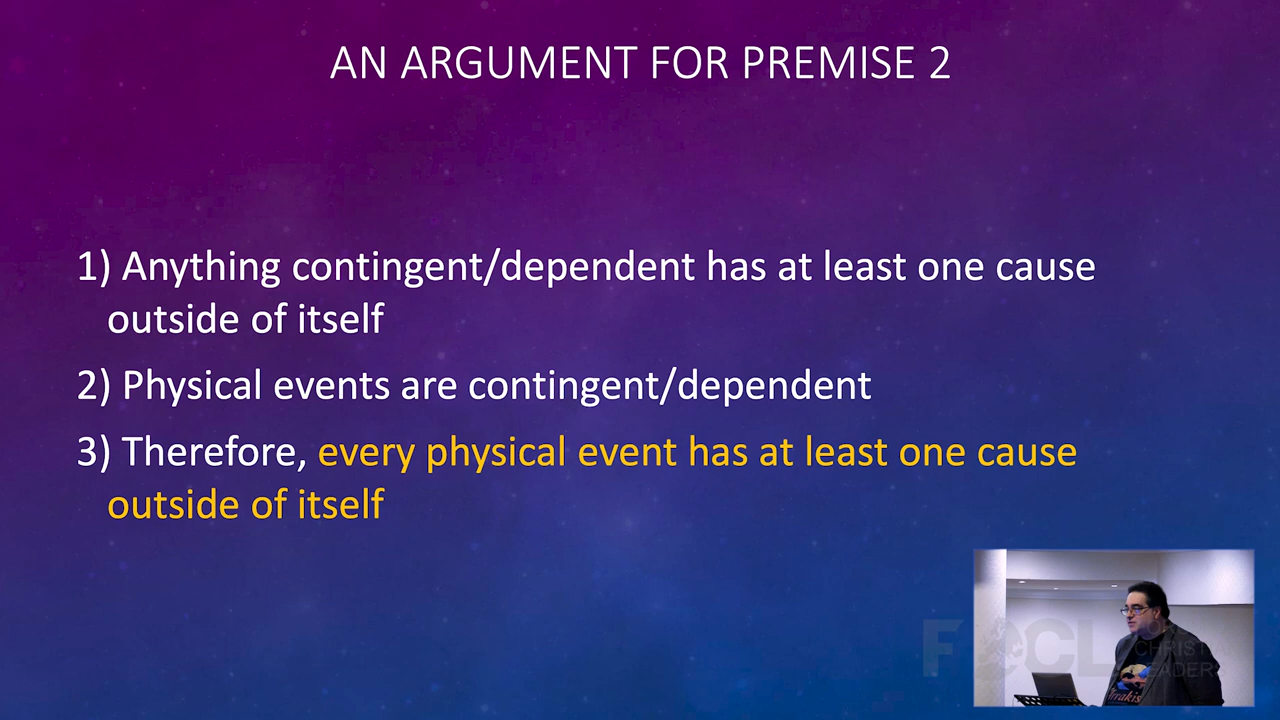 AN ARGUMENT FOR PREMISE 2
1) Anything contingent/dependent has at least one cause
outside of itself
2) Physical events are contingent/dependent
3) Therefore, every physical event has at least one cause
outside of itself